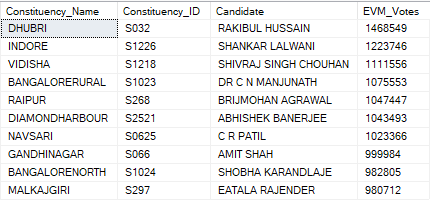 Constituency_Name Constituency_ID Candidate EVM_Votes
DHUBRI S032 RAKIBUL HUSSAIN 1468549
INDORE S1226 SHANKAR LALWANI 1223746
VIDISHA S1218 SHIVRAJ SINGH CHOUHAN 1111556
BANGALORERURAL S1023 DR C N MANJUNATH 1075553
RAIPUR S268 BRIJMOHAN AGRAWAL 1047447
DIAMONDHARBOUR S2521 ABHISHEK BANERJEE 1043493
NAVSARI S0625 C R PATIL 1023366
GANDHINAGAR S066 AMIT SHAH 999984
BANGALORENORTH S1024 SHOBHA KARANDLAJE 982805
MALKAJGIRI S297 EATALA RAJENDER 980712